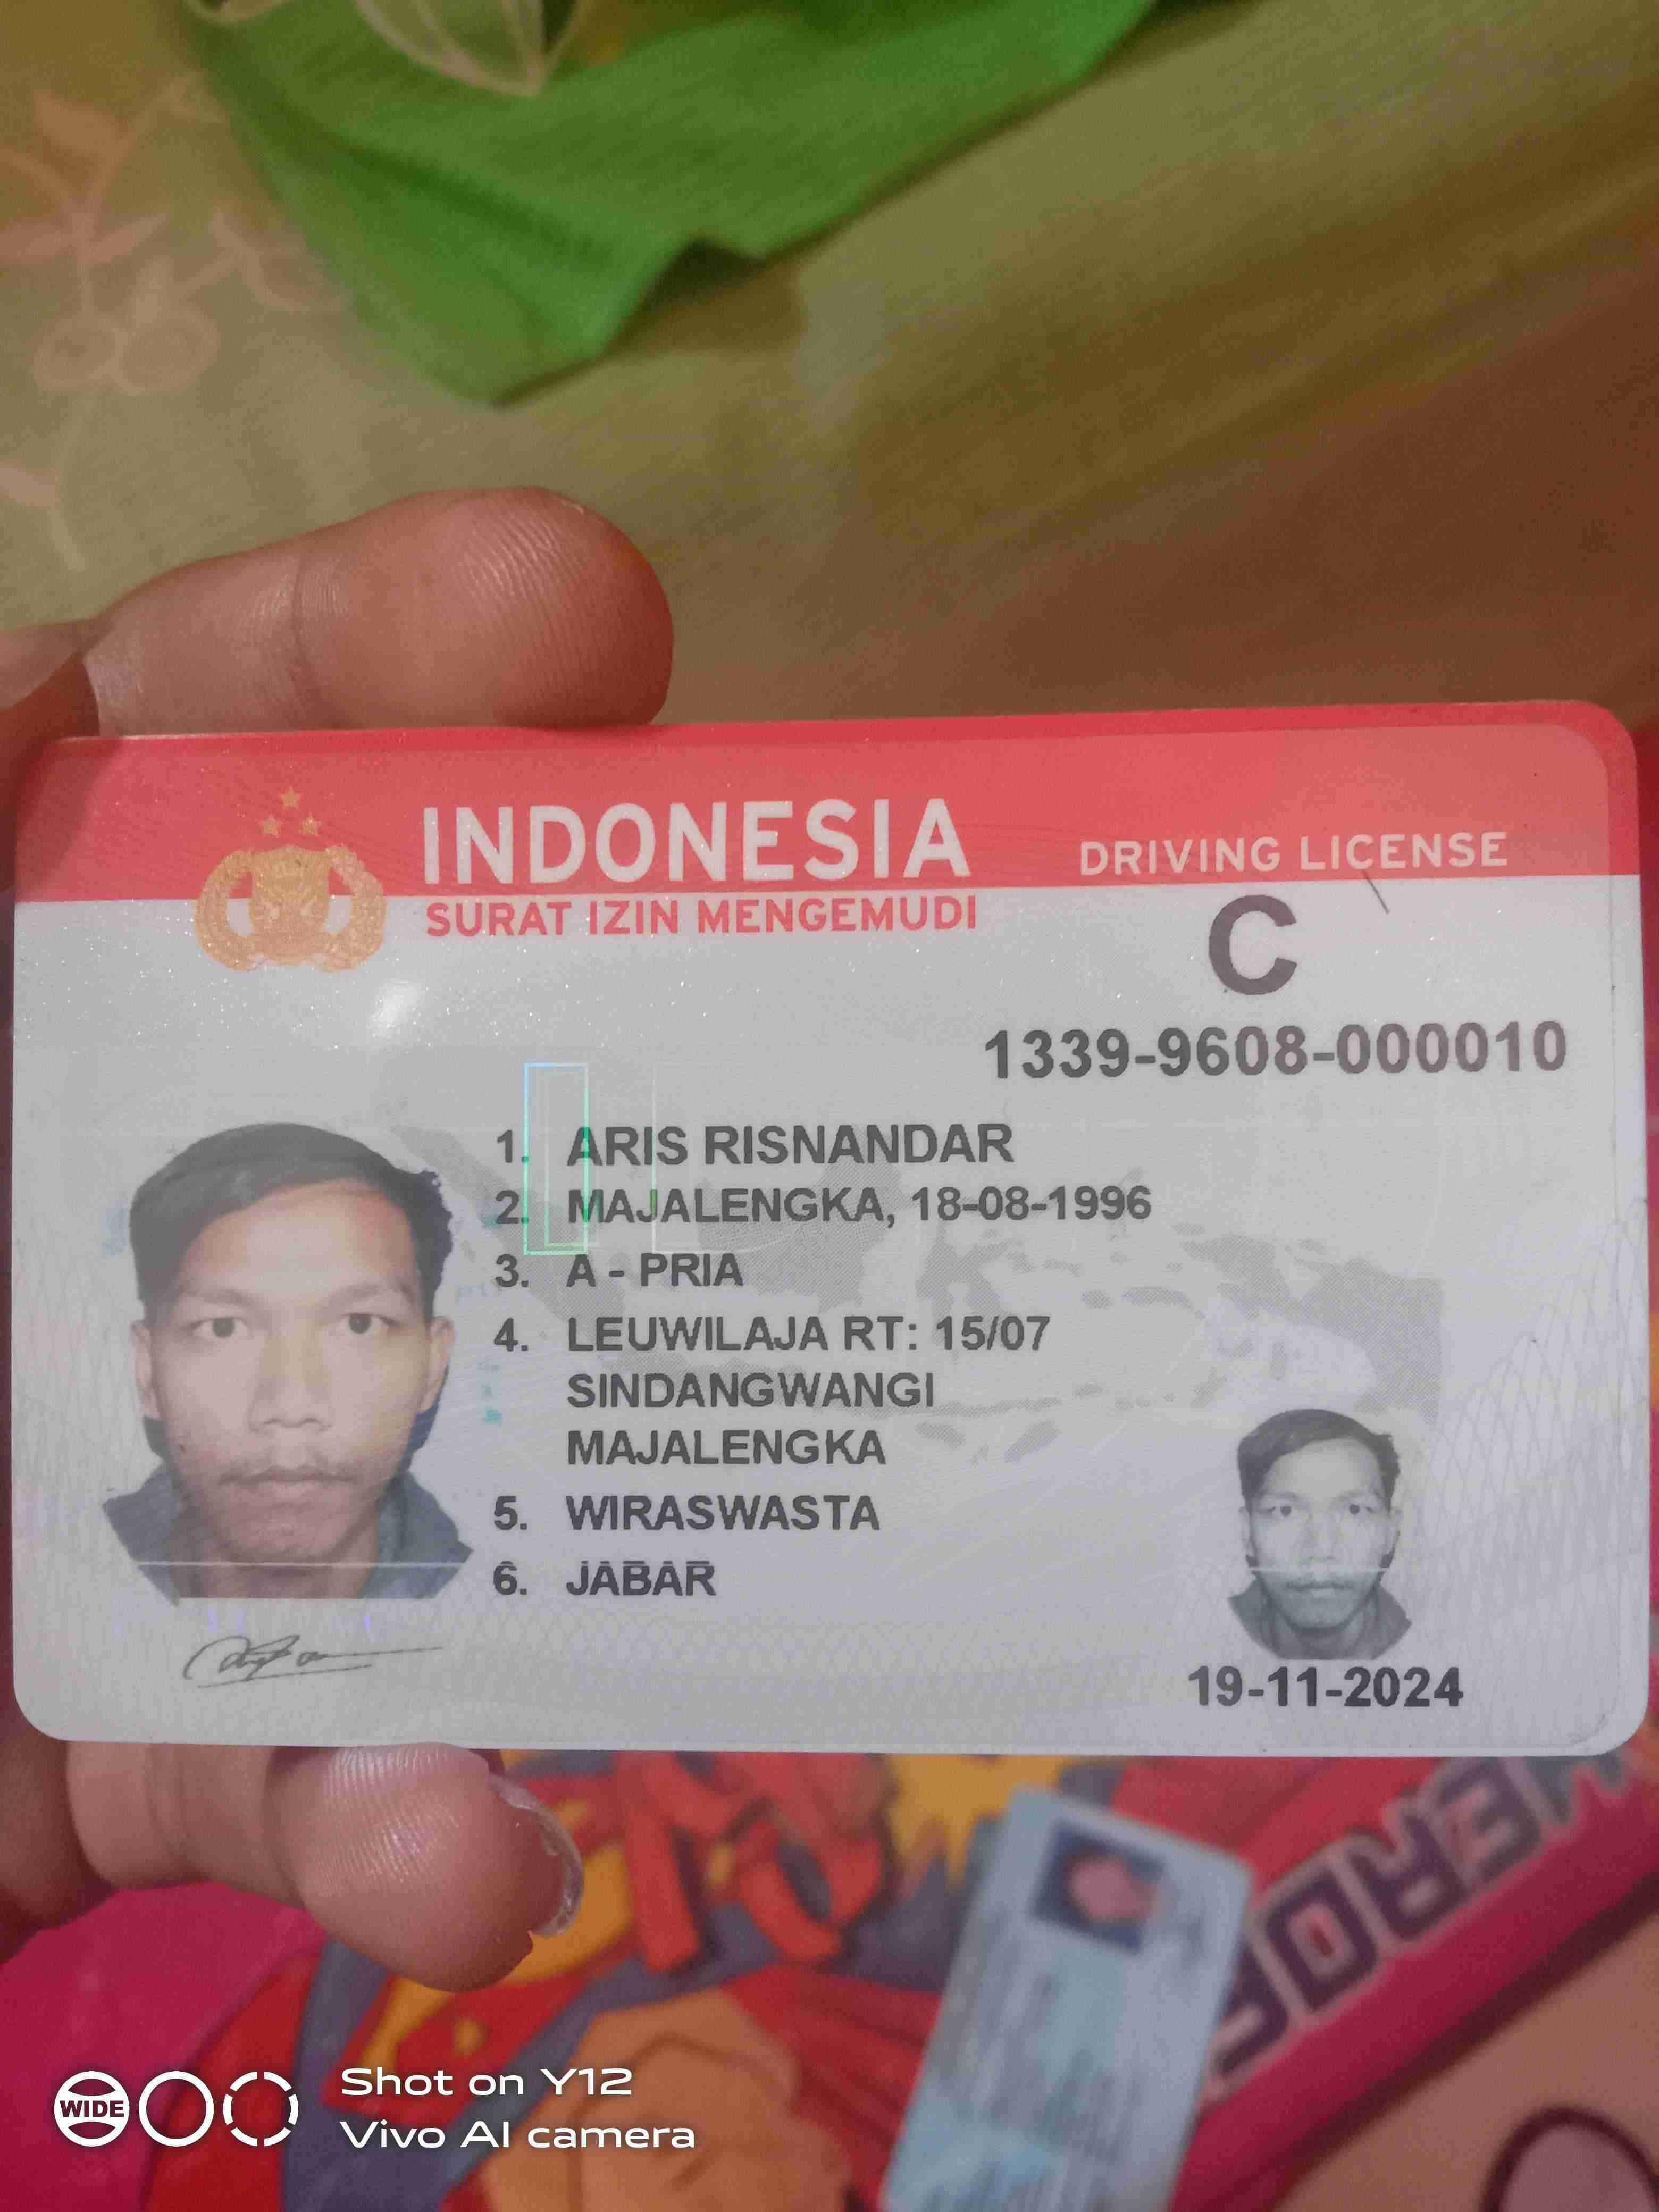 INDONESIA
DRIVING LICENSE
SURAT IZIN MENGEMUDI
C
1339-9608-000010
1. ARIS RISNANDAR
2. MAJALENGKA, 18-08-1996
3. A - PRIA
4. LEUWILAJA RT: 15/07
SINDANGWANGI
MAJALENGKA
5. WIRASWASTA
6. JABAR
19-11-2024
WIDE
Shot on Y12
Vivo AI camera